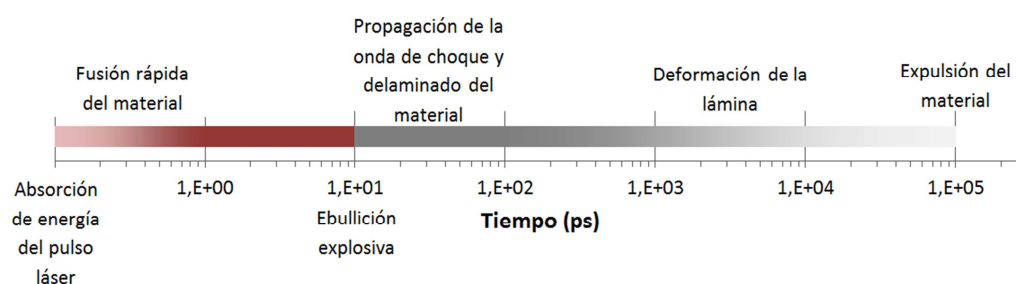 Propagación de la
onda de choque y
delaminado del
material
Fusión rápida
del material
Deformación de la
lámina
Expulsión del
material
1,E+00
1,E+01
1,E+02
1,E+03
1,E+04
1,E+05
Absorción
de energía
del pulso
láser
Ebullición
explosiva
Tiempo (ps)